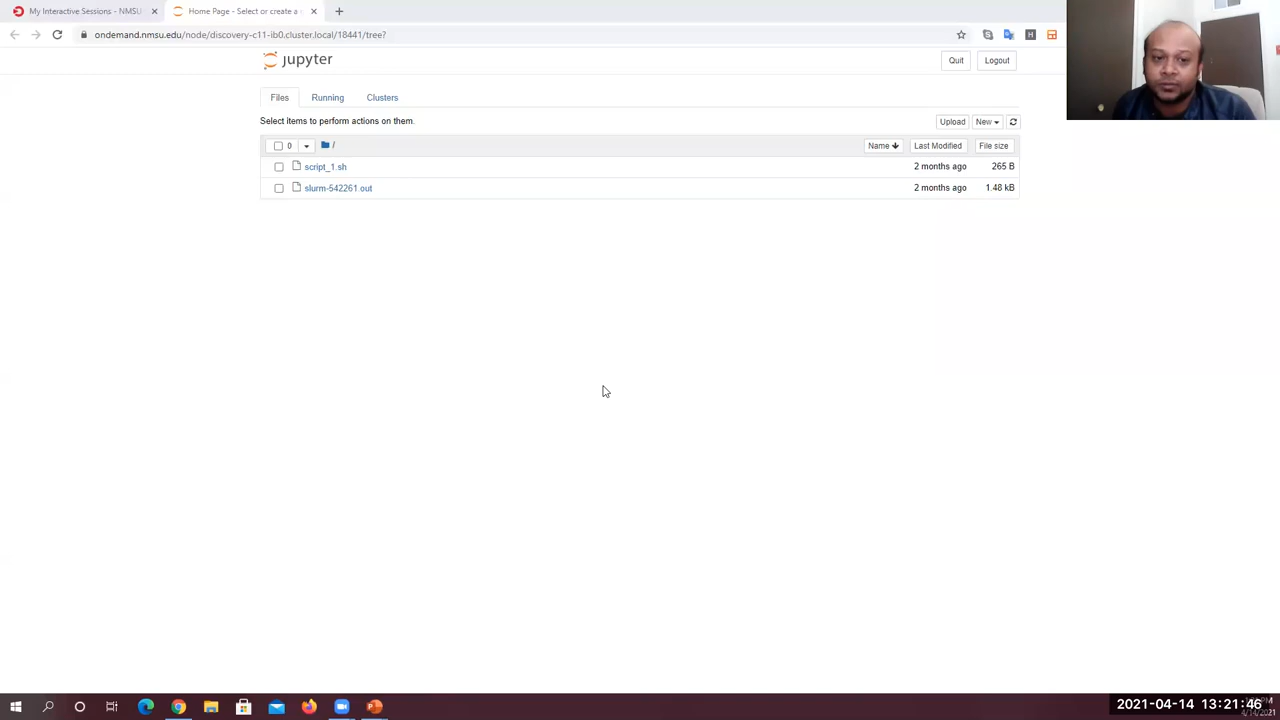 My Interactive Sessions - NMSU
Home Page - Select or create a
ondemand.nmsu.edu/node/discovery-c11-ib0.cluster.local/18441/tree?
jupyter
Quit
Logout
Files
Running
Clusters
Select items to perform actions on them.
Upload
New
0
/
Name
Last Modified
File size
script_1.sh
2 months ago
265 B
slurm-542261.out
2 months ago
1.48 kB
2021-04-14 13:21:46